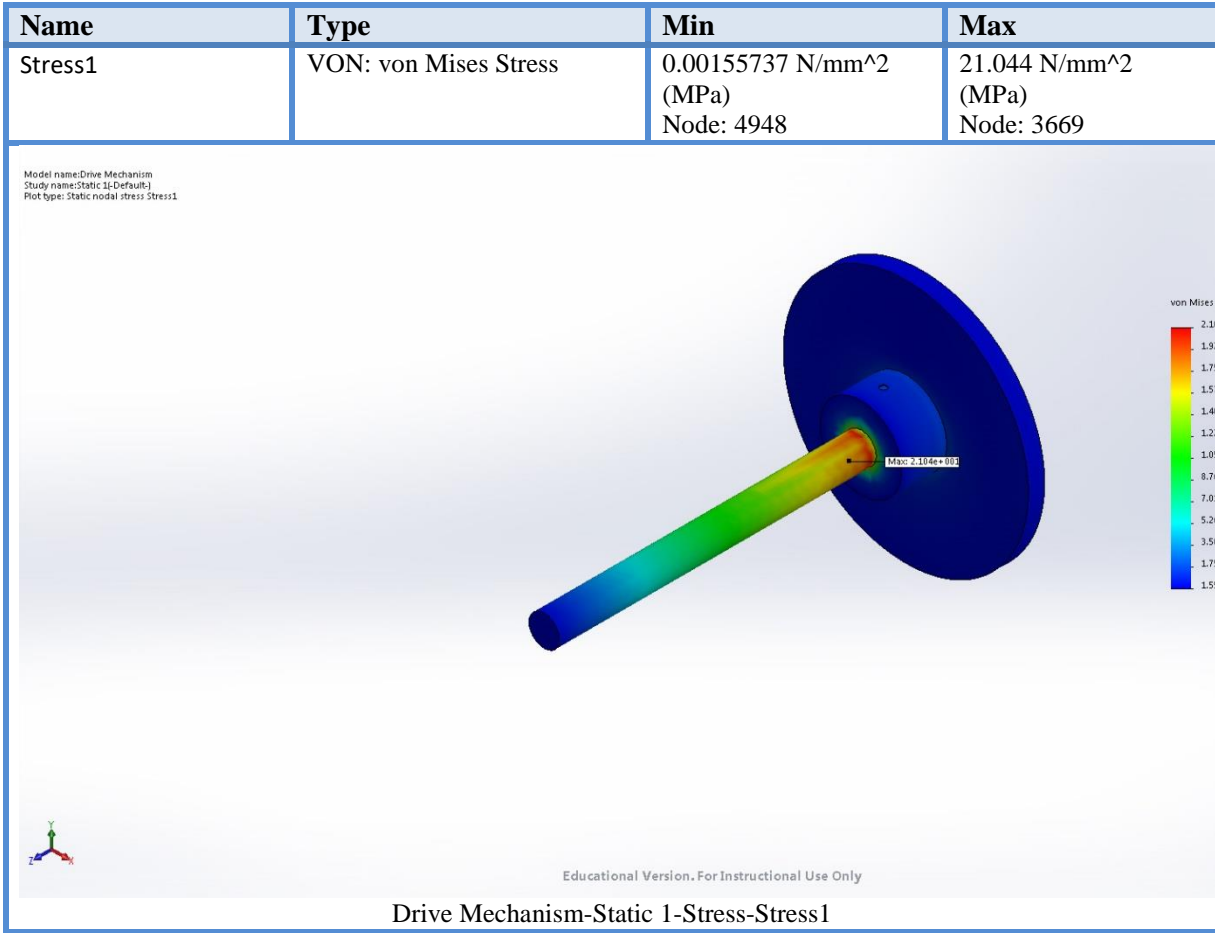 Name Type Min Max
Stress1 VON: von Mises Stress 0.00155737 N/mm^2 21.044 N/mm^2
(MPa) (MPa)
Node: 4948 Node: 3669
Model name:Drive Mechanism
Study name:Static 1(-Default-)
Plot type: Static nodal stress Stress1
von Mises
Max: 2.104e+001
Y
Z
X
Educational Version. For Instructional Use Only
Drive Mechanism-Static 1-Stress-Stress1